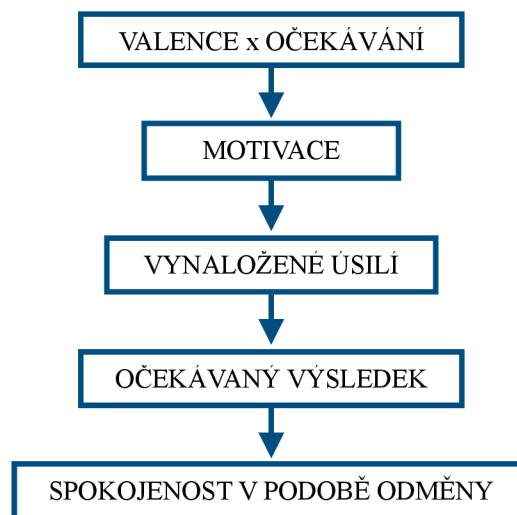 VALENCE x OČEKÁVÁNÍ
MOTIVACE
VYNALOŽENÉ ÚSILÍ
OČEKÁVANÝ VÝSLEDEK
SPOKOJENOST V PODOBĚ ODMĚNY